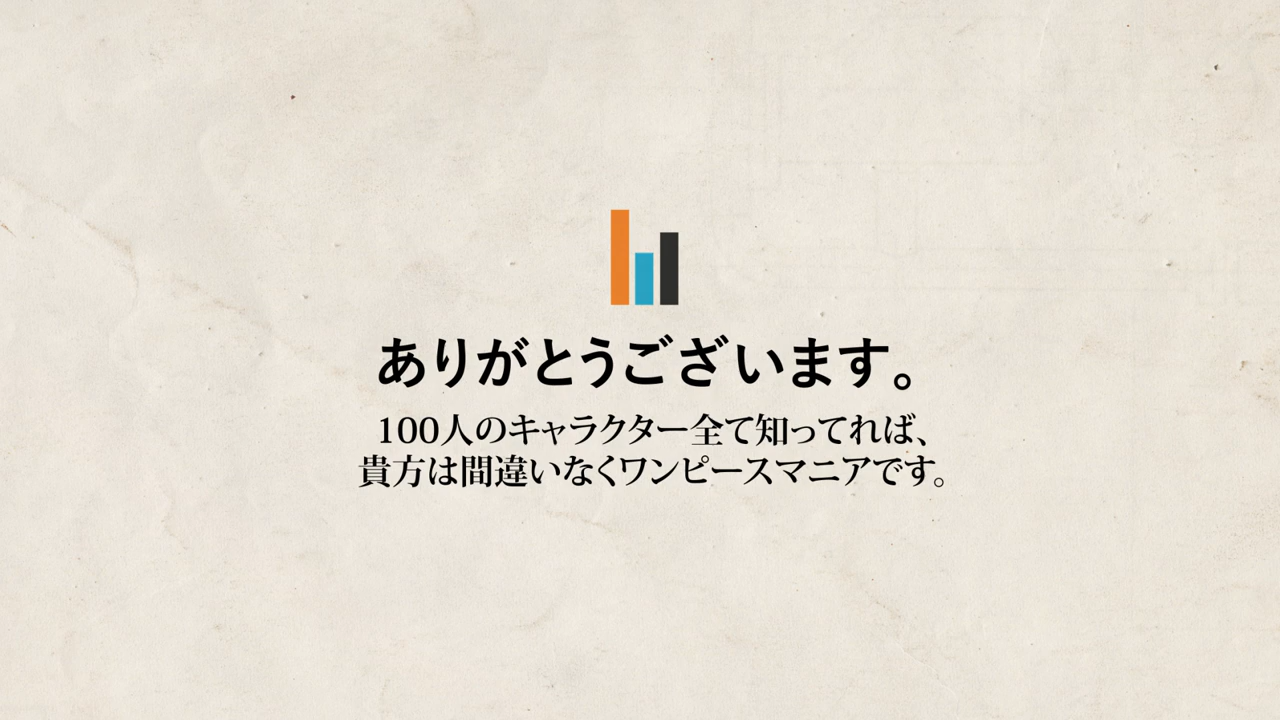 ありがとうございます。
100人のキャラクター全て知ってれば、
貴方は間違いなくワンピースマニアです。